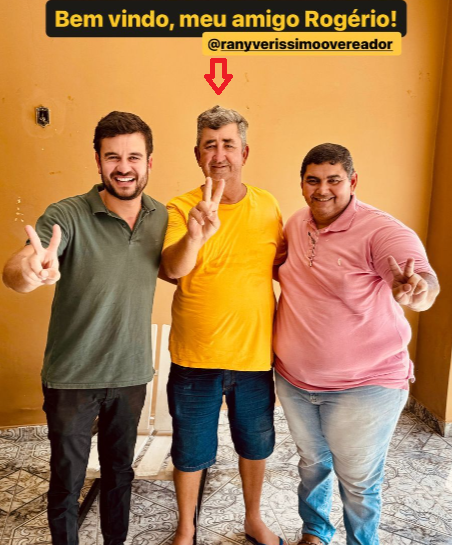 Bem vindo, meu amigo Rogério!
@ranyverissimoovereador